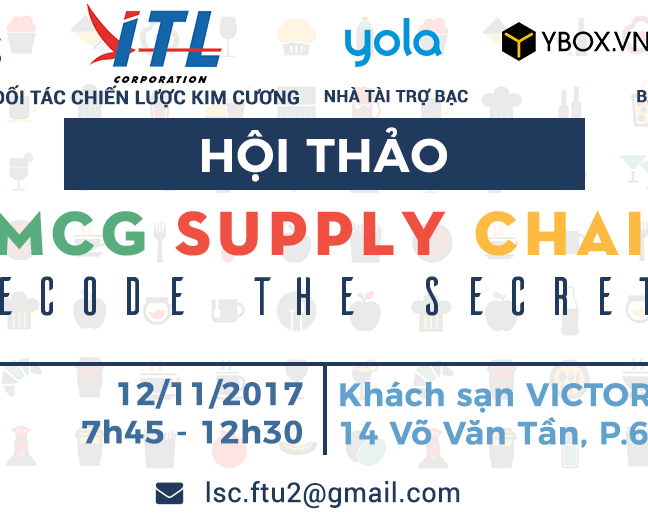 ITL yola YBOX.VN
CORPORATION
ĐỐI TÁC CHIẾN LƯỢC KIM CƯƠNG NHÀ TÀI TRỢ BẠC B
HỘI THẢO
MCG SUPPLY CHAI
ECODE THE SECRET
12/11/2017 Khách sạn VICTOR
7h45 - 12h30 14 Võ Văn Tần, P.6
lsc.ftu2@gmail.com